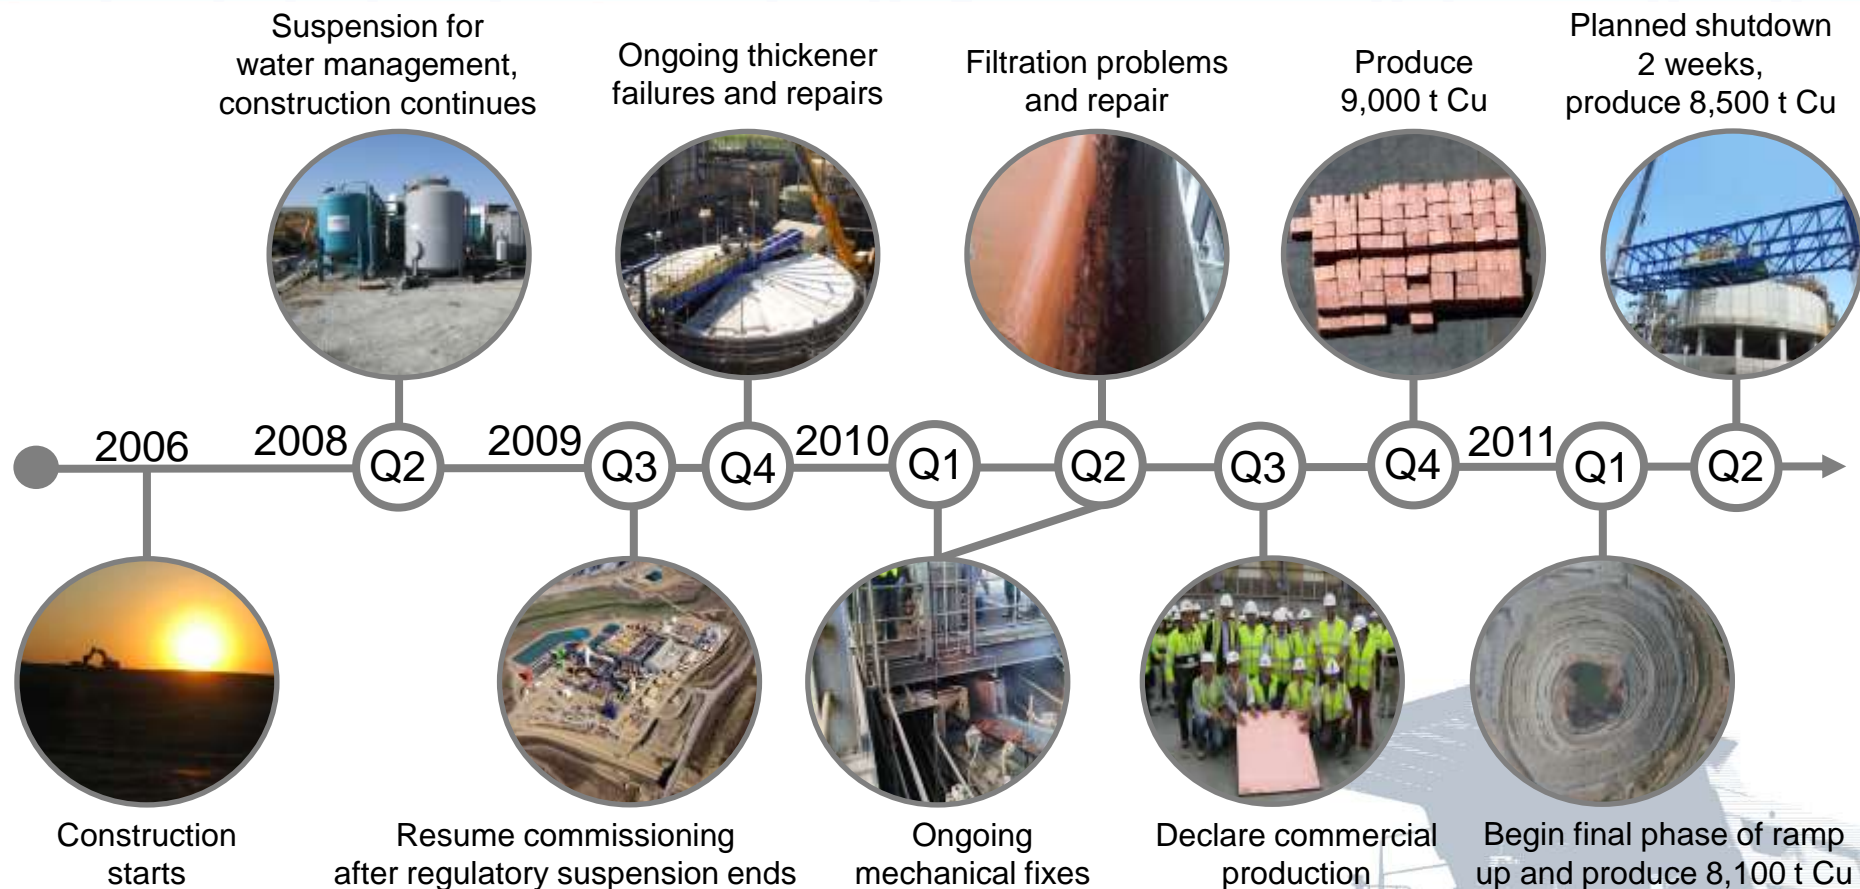 Suspension for
water management,
construction continues
Ongoing thickener
failures and repairs
Filtration problems
and repair
Produce
9,000 t Cu
Planned shutdown
2 weeks,
produce 8,500 t Cu
2006
2008
Q2
2009
Q3
Q4
2010
Q1
Q2
Q3
Q4
2011
Q1
Q2
Construction
starts
Resume commissioning
after regulatory suspension ends
Ongoing
mechanical fixes
Declare commercial
production
Begin final phase of ramp
up and produce 8,100 t Cu